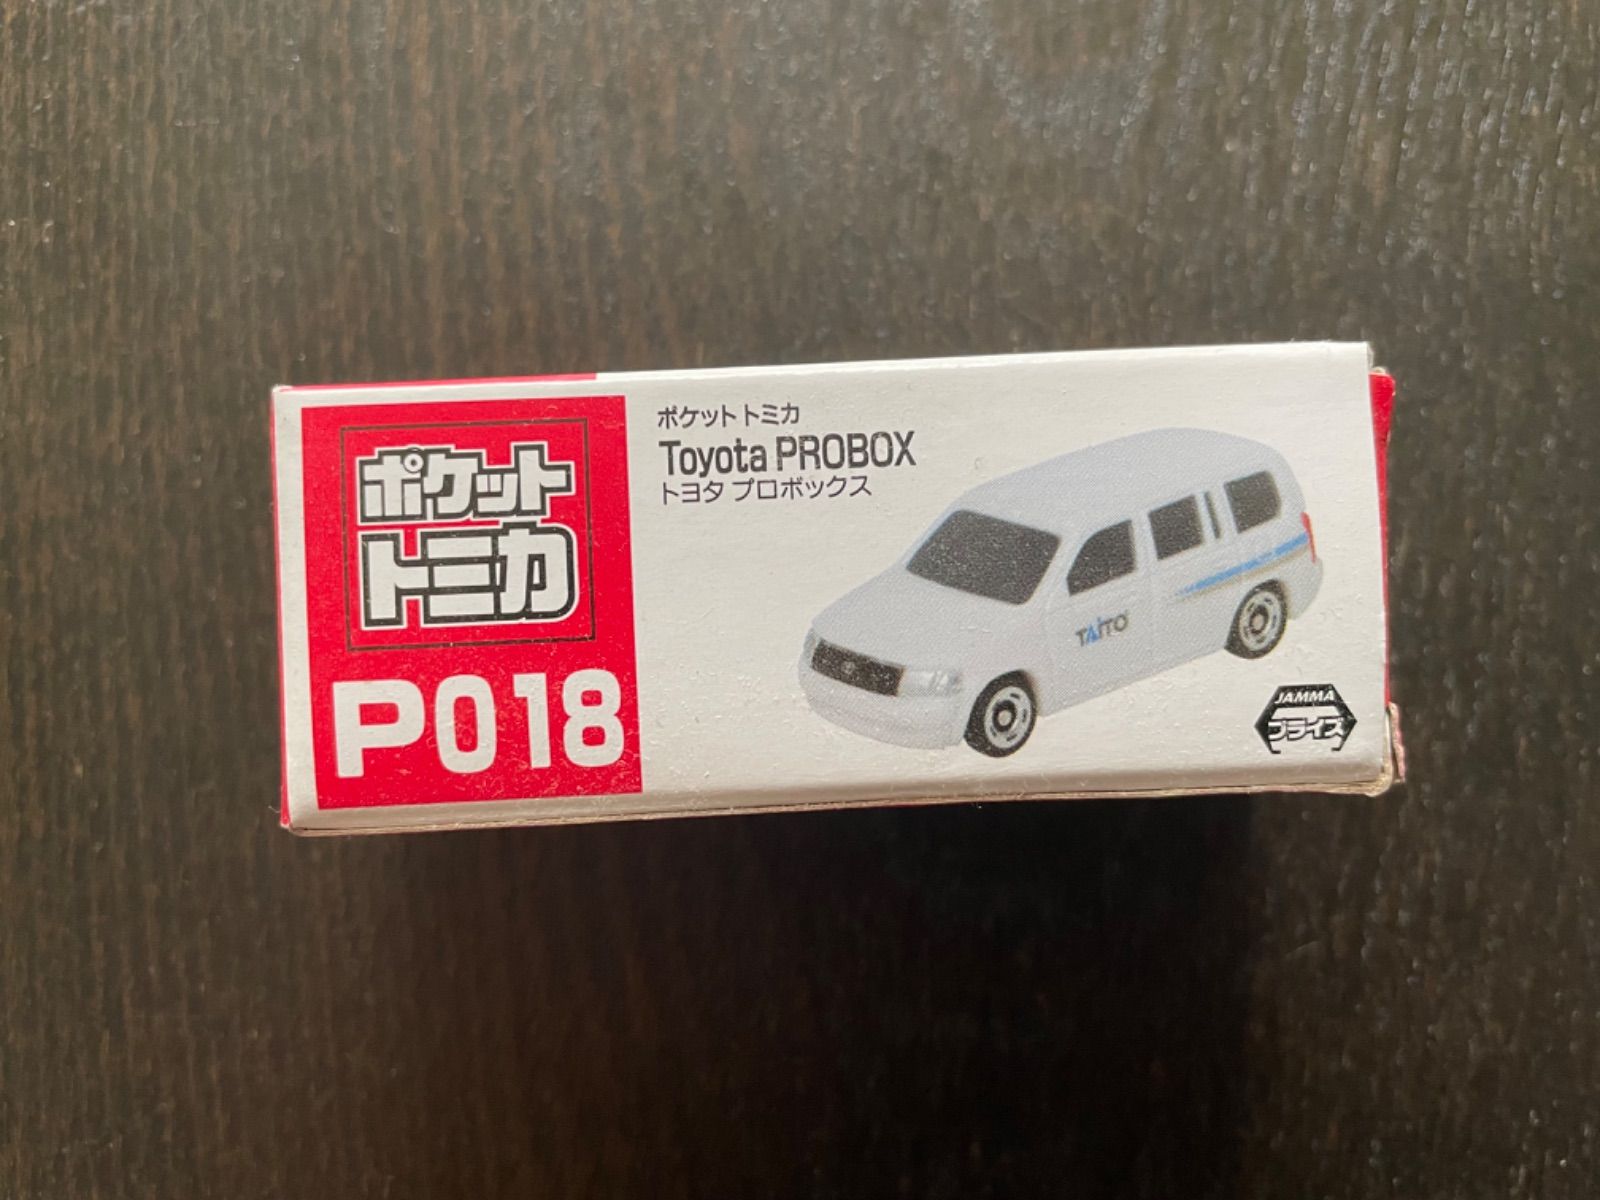 ポケット
トミカ
P018
ポケットトミカ
Toyota PROBOX
トヨタ プロボックス
TAITO
JAMMA
プライズ